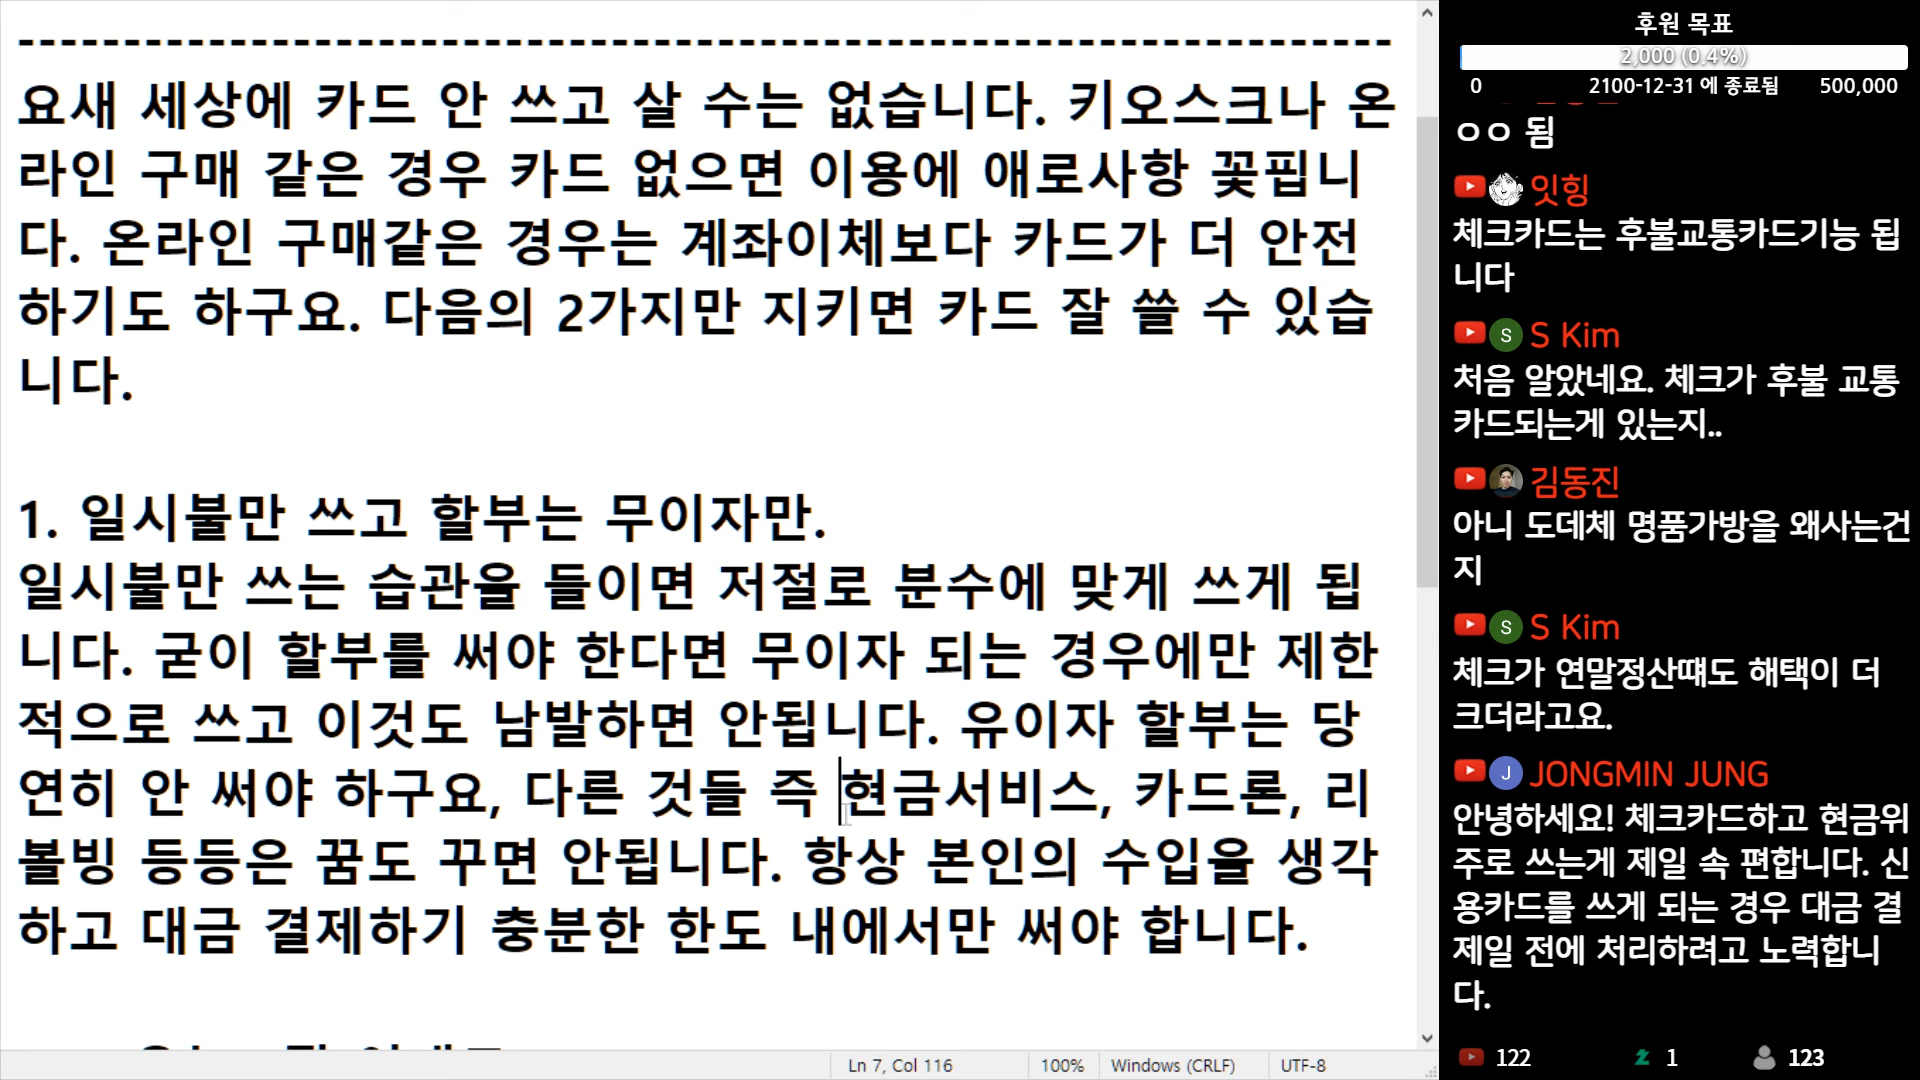 요새 세상에 카드 안 쓰고 살 수는 없습니다. 키오스크나 온
라인 구매 같은 경우 카드 없으면 이용에 애로사항 꽃핍니
다. 온라인 구매같은 경우는 계좌이체보다 카드가 더 안전
하기도 하구요. 다음의 2가지만 지키면 카드 잘 쓸 수 있습
니다.
1. 일시불만 쓰고 할부는 무이자만.
일시불만 쓰는 습관을 들이면 저절로 분수에 맞게 쓰게 됩
니다. 굳이 할부를 써야 한다면 무이자 되는 경우에만 제한
적으로 쓰고 이것도 남발하면 안됩니다. 유이자 할부는 당
연히 안 써야 하구요, 다른 것들 즉 현금서비스, 카드론, 리
볼빙 등등은 꿈도 꾸면 안됩니다. 항상 본인의 수입을 생각
하고 대금 결제하기 충분한 한도 내에서만 써야 합니다.
Ln 7, Col 116
100%
Windows (CRLF)
UTF-8
후원 목표
2,000 (0.4%)
0 2100-12-31 에 종료됨 500,000
ㅇㅇ 됨
잇힝
체크카드는 후불교통카드기능 됩
니다
S S Kim
처음 알았네요. 체크가 후불 교통
카드되는게 있는지..
김동진
아니 도데체 명품가방을 왜사는건
지
S S Kim
체크가 연말정산떄도 해택이 더
크더라고요.
J JONGMIN JUNG
안녕하세요! 체크카드하고 현금위
주로 쓰는게 제일 속 편합니다. 신
용카드를 쓰게 되는 경우 대금 결
제일 전에 처리하려고 노력합니
다.
122 1 123